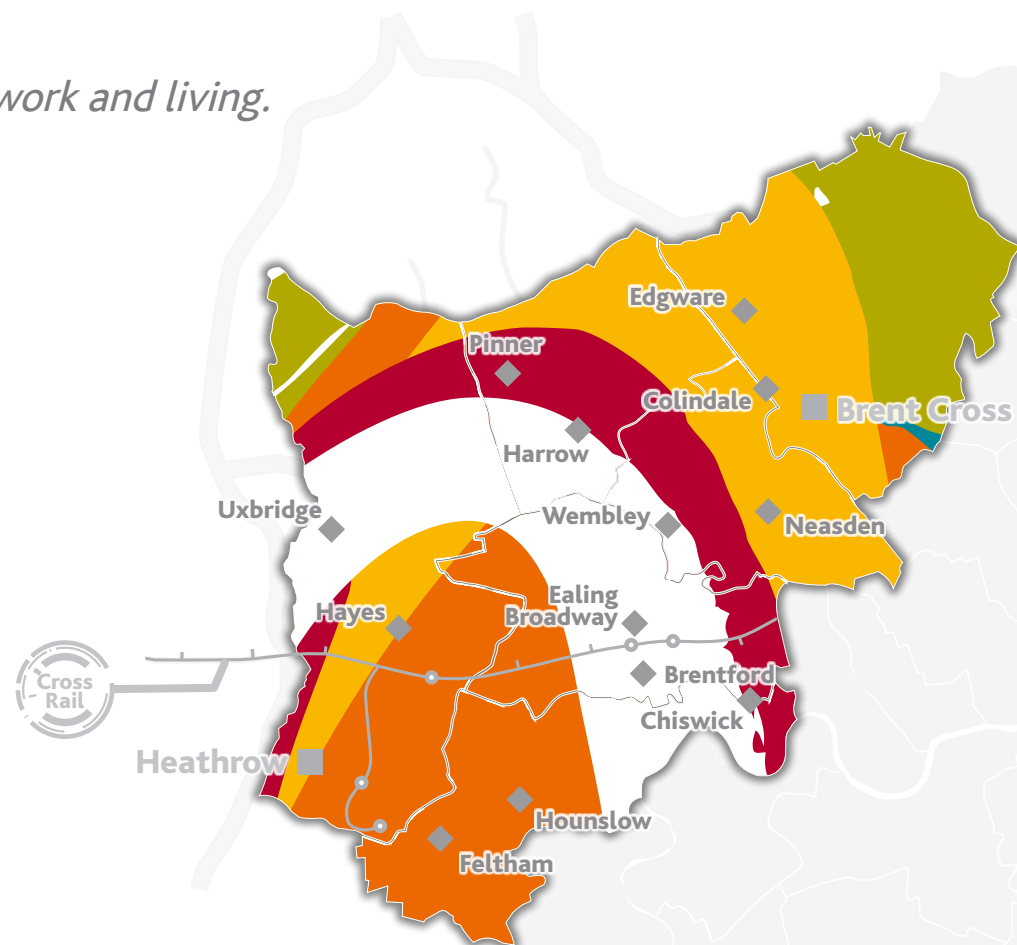 work and living.
Edgware
Pinner
Colindale
Brent Cross
Harrow
Uxbridge
Wembley
Neasden
Ealing
Broadway
Hayes
Cross
Rail
Brentford
Chiswick
Heathrow
Hounslow
Feltham